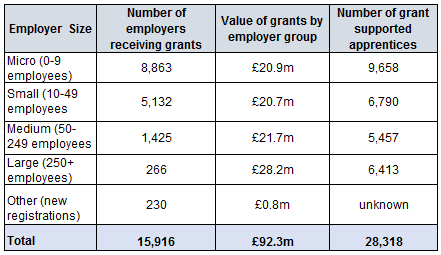 Employer Size
Number of
employers
receiving grants
Value of grants by
employer group
Number of grant
supported
apprentices
Micro (0-9
employees)
8,863
£20.9m
9,658
Small (10-49
employees
5,132
£20.7m
6,790
Medium (50-
249 employees
1,425
£21.7m
5,457
Large (250+
employees)
266
£28.2m
6,413
Other (new
registrations)
230
£0.8m
unknown
Total
15,916
£92.3m
28,318